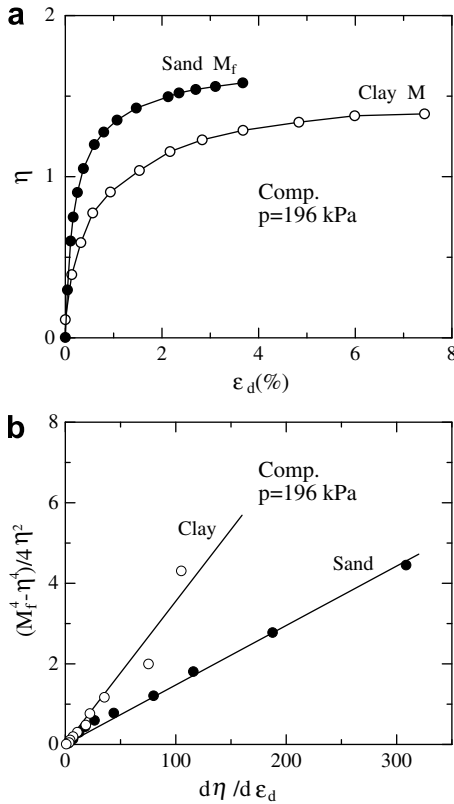 a
2
Sand M_f
Clay M
η
1
Comp.
p=196 kPa
0
0 2 4 6 8
ε_d(%)
b
8
Comp.
p=196 kPa
6
Clay
(M_f^4-η^4)/4η^2
4
Sand
2
0
0 100 200 300
dη/dε_d